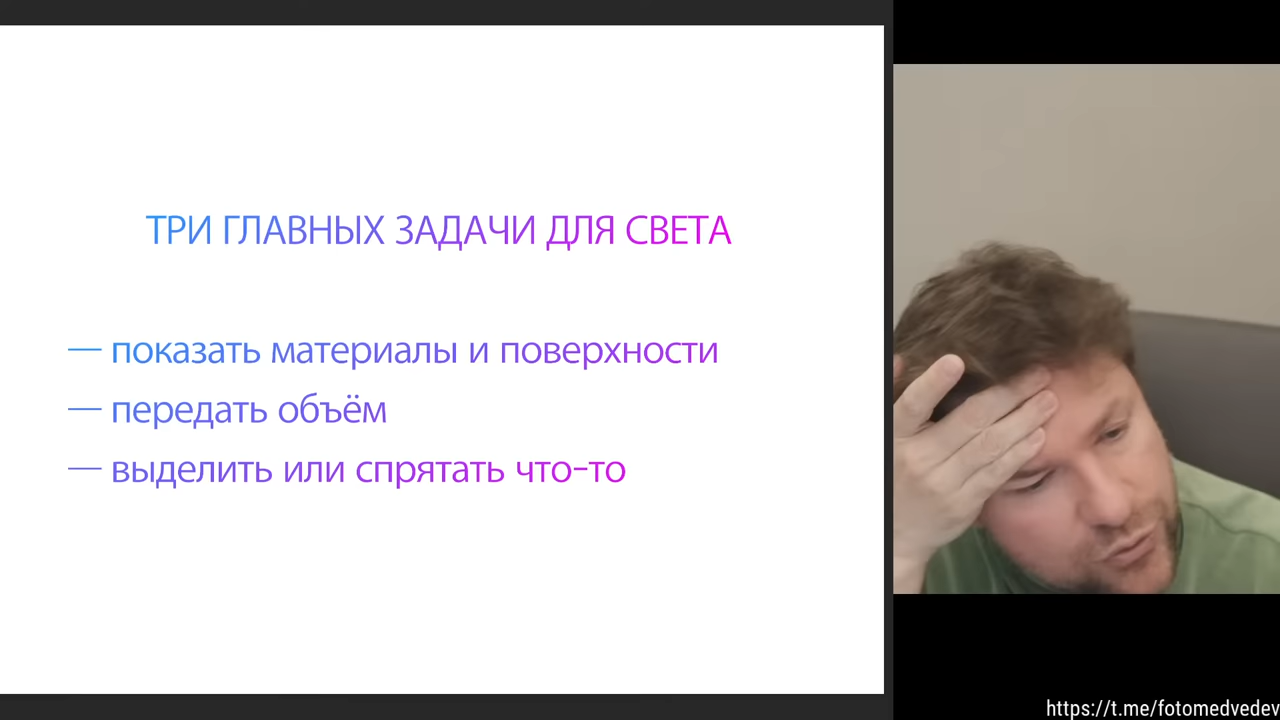 ТРИ ГЛАВНЫХ ЗАДАЧИ ДЛЯ СВЕТА
— показать материалы и поверхности
— передать объём
— выделить или спрятать что-то
https://t.me/fotomedvedev